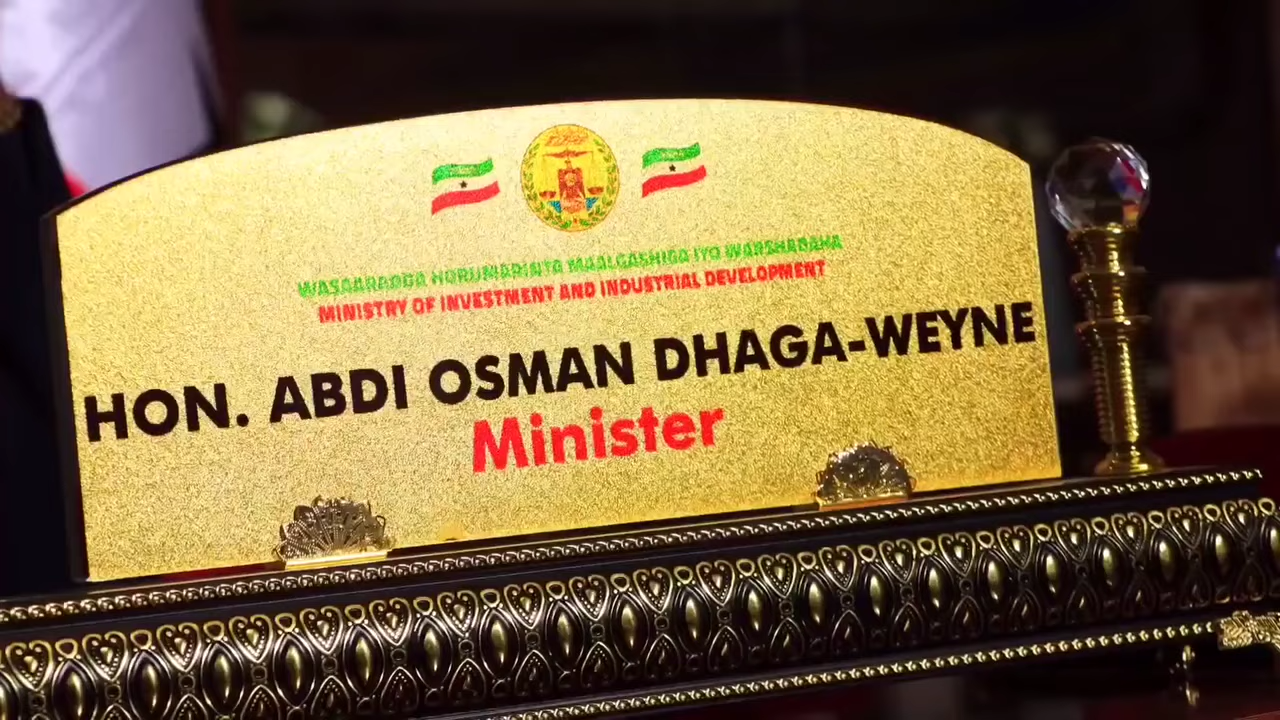 WASAARADDA HORUMARINTA MAALGASHIGA IYO WARSHADAHA
MINISTRY OF INVESTMENT AND INDUSTRIAL DEVELOPMENT
HON. ABDI OSMAN DHAGA-WEYNE
Minister